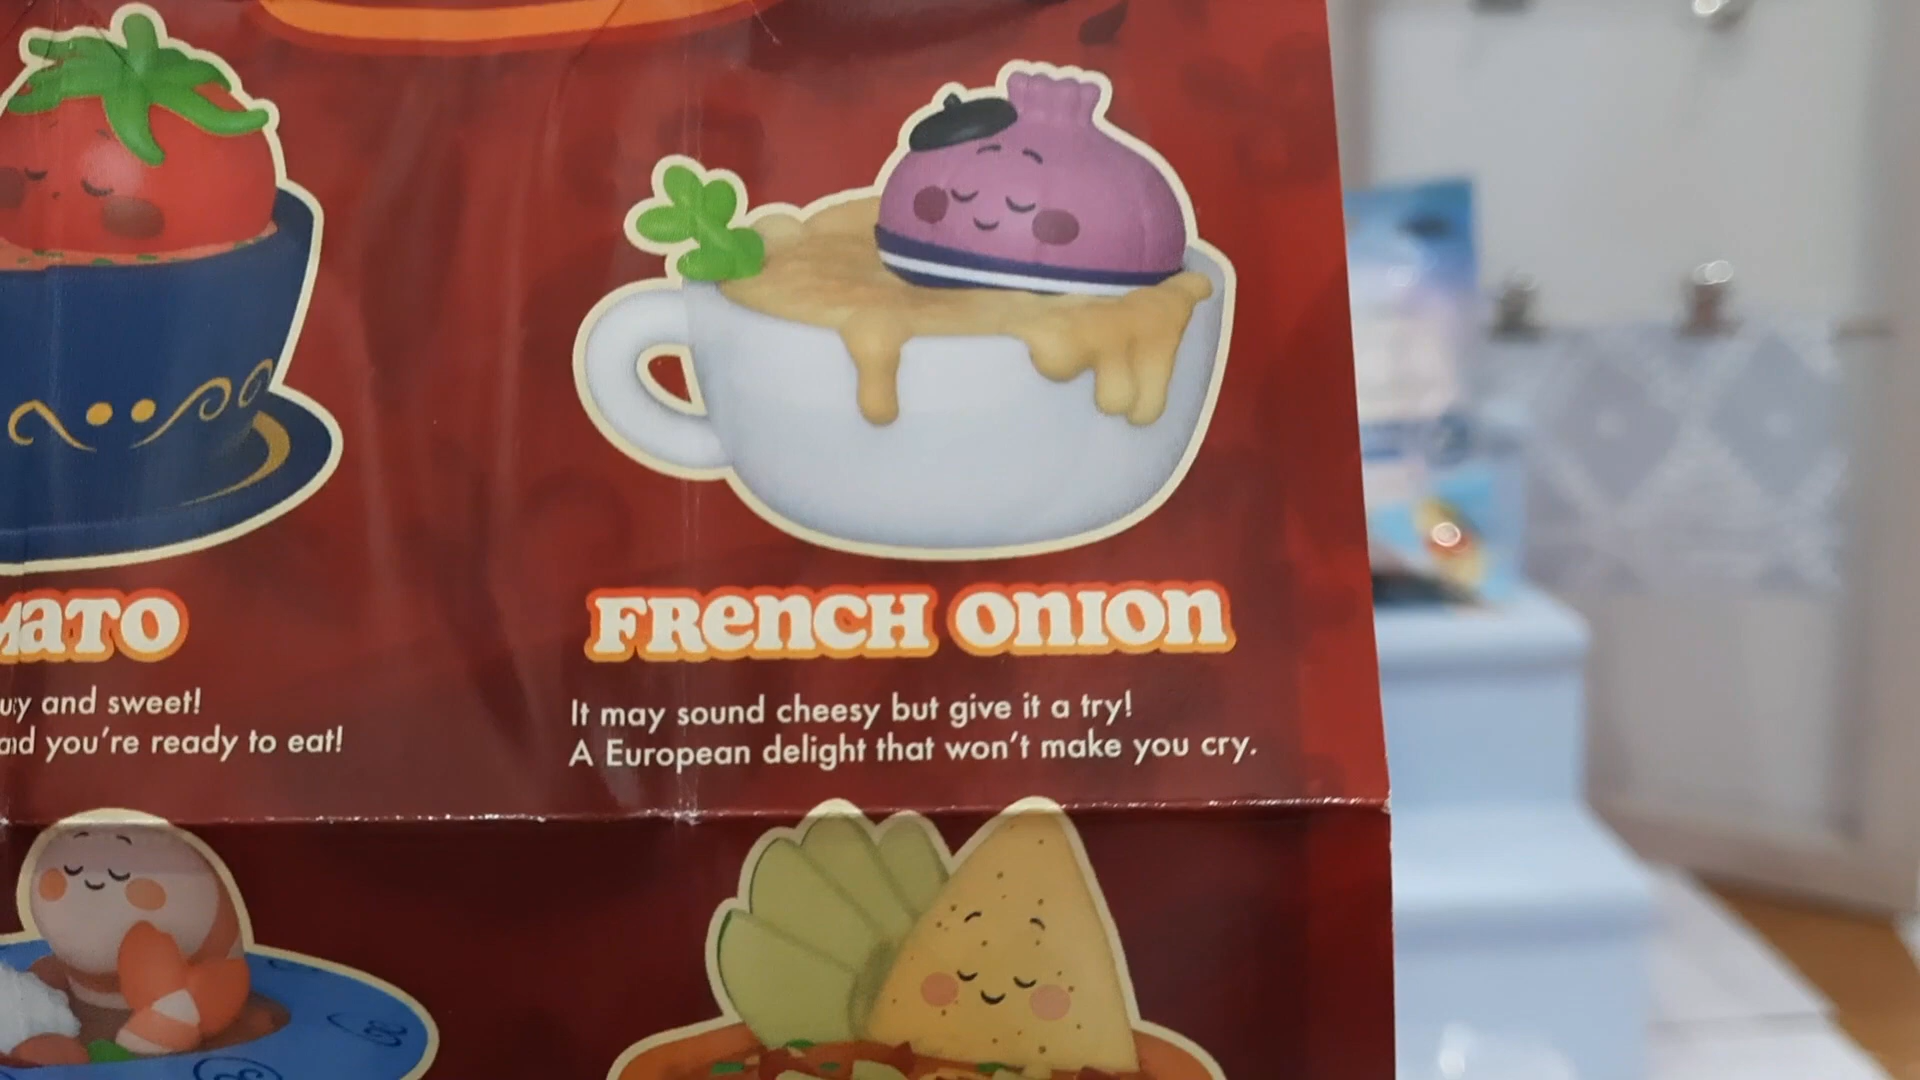 FRENCH ONION
and sweet!
you're ready to eat!
It may sound cheesy but give it a try!
A European delight that won't make you cry.